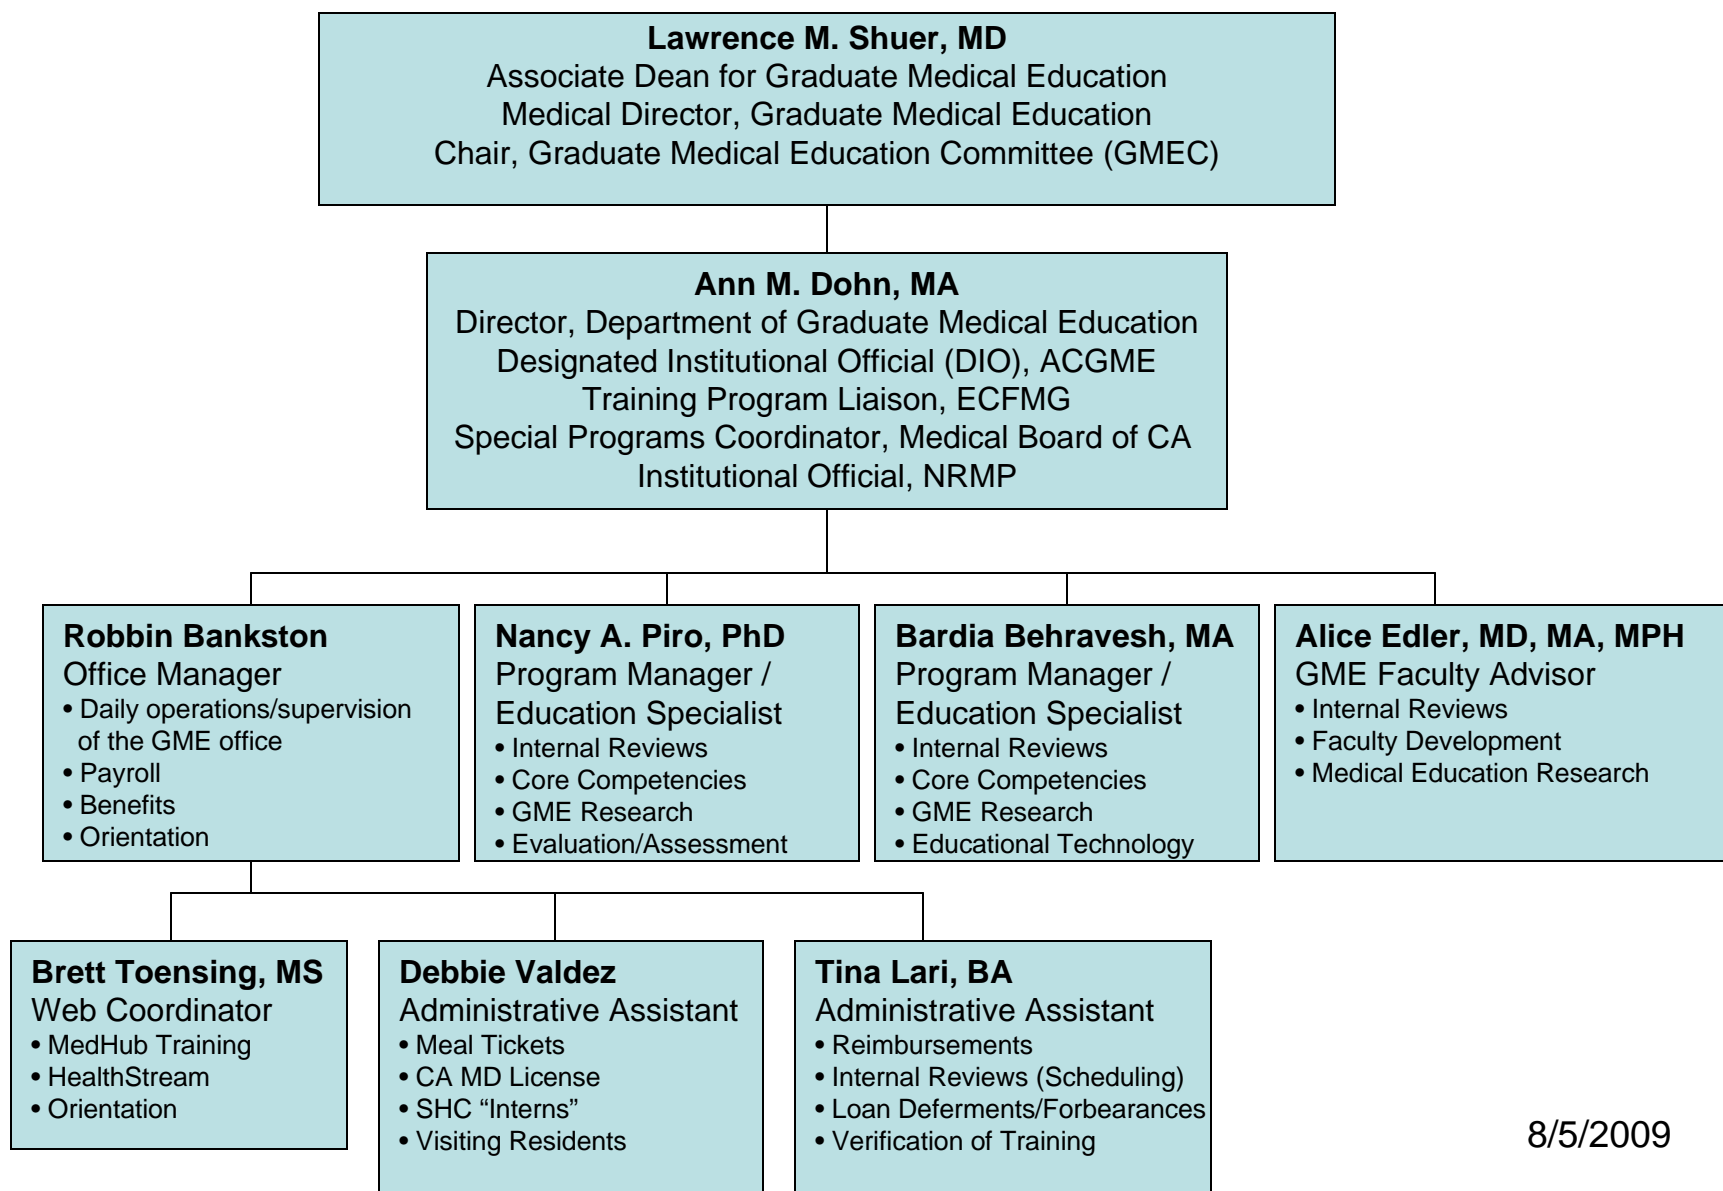 Lawrence M. Shuer, MD
Associate Dean for Graduate Medical Education
Medical Director, Graduate Medical Education
Chair, Graduate Medical Education Committee (GMEC)
Ann M. Dohn, MA
Director, Department of Graduate Medical Education
Designated Institutional Official (DIO), ACGME
Training Program Liaison, ECFMG
Special Programs Coordinator, Medical Board of CA
Institutional Official, NRMP
Robbin Bankston
Office Manager
• Daily operations/supervision
of the GME office
• Payroll
• Benefits
• Orientation
Nancy A. Piro, PhD
Program Manager /
Education Specialist
• Internal Reviews
• Core Competencies
• GME Research
• Evaluation/Assessment
Bardia Behravesh, MA
Program Manager /
Education Specialist
• Internal Reviews
• Core Competencies
• GME Research
• Educational Technology
Alice Edler, MD, MA, MPH
GME Faculty Advisor
• Internal Reviews
• Faculty Development
• Medical Education Research
Brett Toensing, MS
Web Coordinator
• MedHub Training
• HealthStream
• Orientation
Debbie Valdez
Administrative Assistant
• Meal Tickets
• CA MD License
• SHC “Interns”
• Visiting Residents
Tina Lari, BA
Administrative Assistant
• Reimbursements
• Internal Reviews (Scheduling)
• Loan Deferments/Forbearances
• Verification of Training
8/5/2009